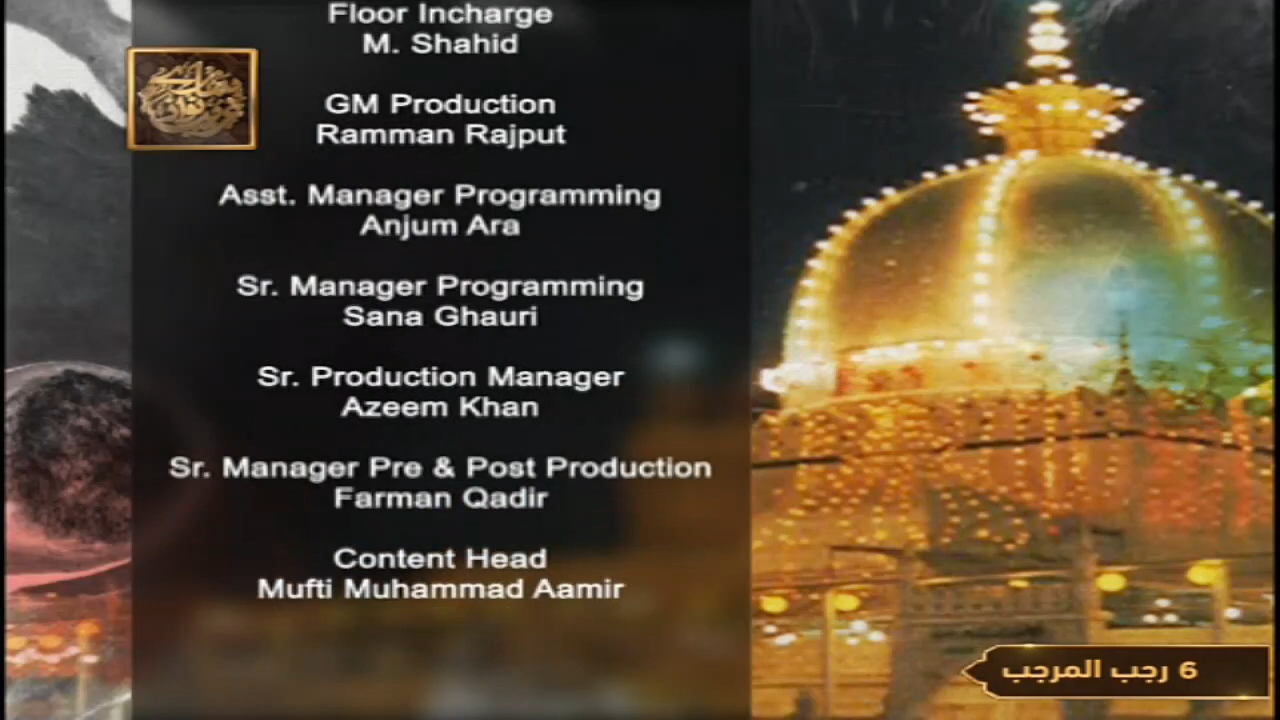 Floor Incharge
M. Shahid
GM Production
Ramman Rajput
Asst. Manager Programming
Anjum Ara
Sr. Manager Programming
Sana Ghauri
Sr. Production Manager
Azeem Khan
Sr. Manager Pre & Post Production
Farman Qadir
Content Head
Mufti Muhammad Aamir
6 رجب المرجب